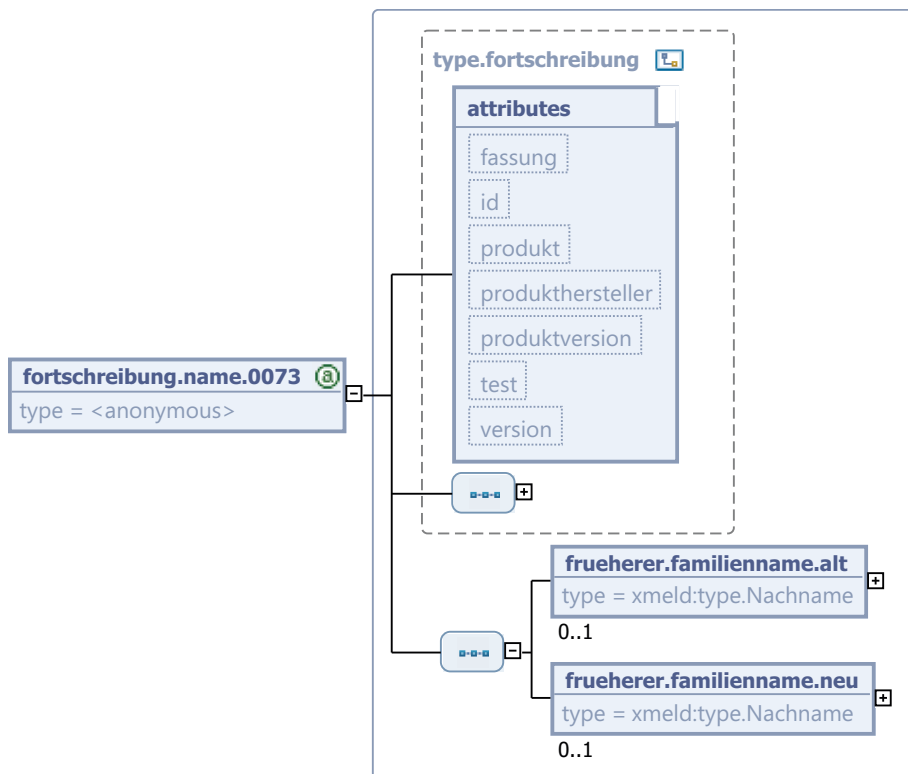 type.fortschreibung
attributes
fassung
id
produkt
produkthersteller
produktversion
test
version
fortschreibung.name.0073 @
type = <anonymous>
frueherer.familienname.alt
type = xmeld:type.Nachname
0..1
frueherer.familienname.neu
type = xmeld:type.Nachname
0..1